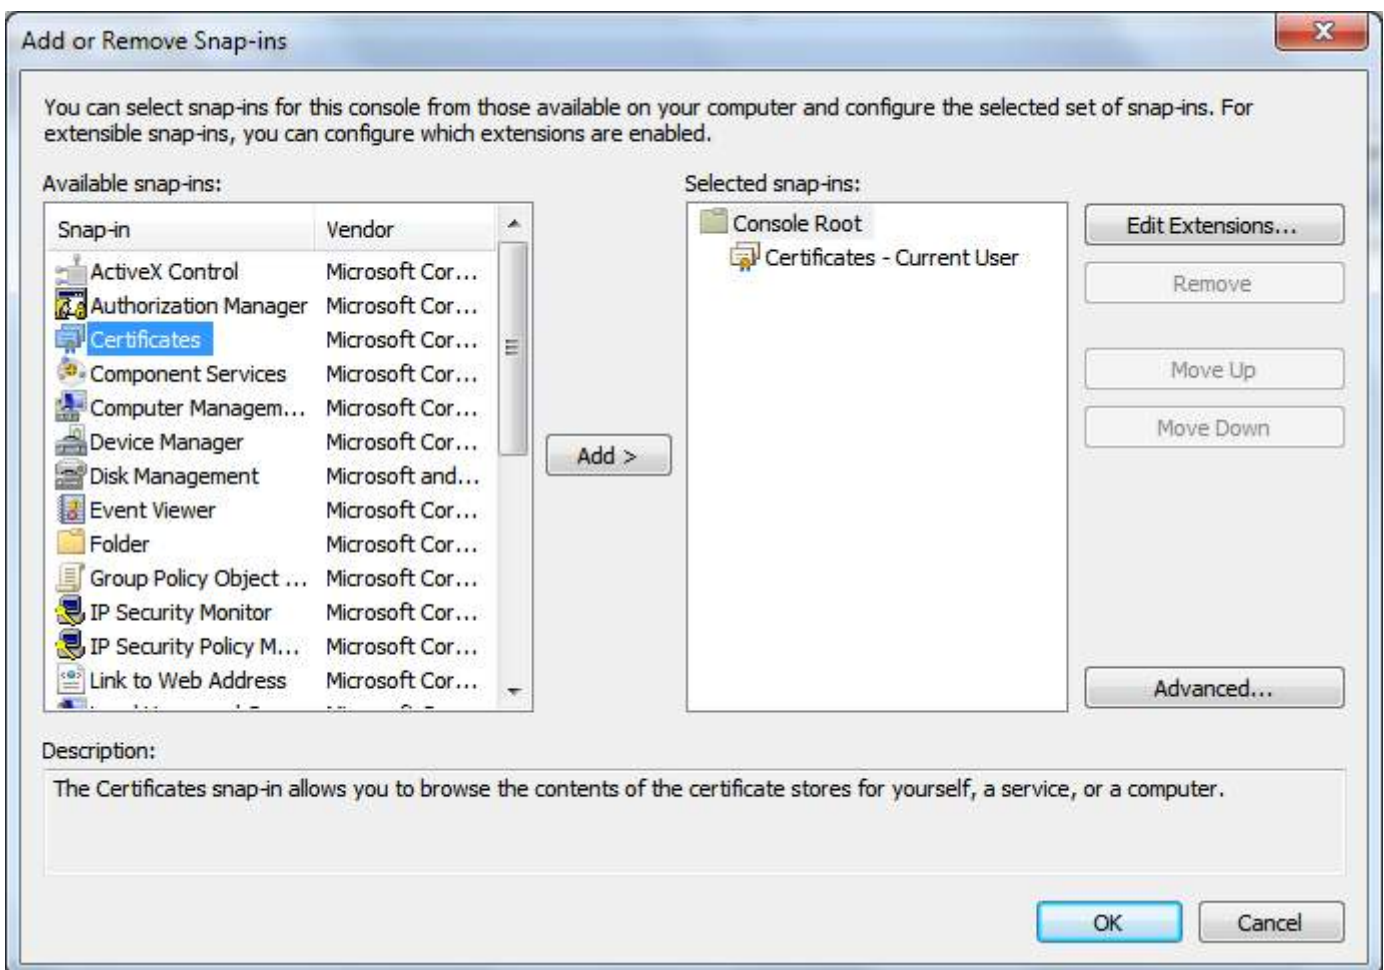 Add or Remove Snap-ins
You can select snap-ins for this console from those available on your computer and configure the selected set of snap-ins. For
extensible snap-ins, you can configure which extensions are enabled.
Available snap-ins:
Snap-in Vendor
ActiveX Control Microsoft Cor...
Authorization Manager Microsoft Cor...
Certificates Microsoft Cor...
Component Services Microsoft Cor...
Computer Managem... Microsoft Cor...
Device Manager Microsoft Cor...
Disk Management Microsoft and...
Event Viewer Microsoft Cor...
Folder Microsoft Cor...
Group Policy Object ... Microsoft Cor...
IP Security Monitor Microsoft Cor...
IP Security Policy M... Microsoft Cor...
Link to Web Address Microsoft Cor...
Add >
Selected snap-ins:
Console Root
Certificates - Current User
Edit Extensions...
Remove
Move Up
Move Down
Advanced...
Description:
The Certificates snap-in allows you to browse the contents of the certificate stores for yourself, a service, or a computer.
OK
Cancel